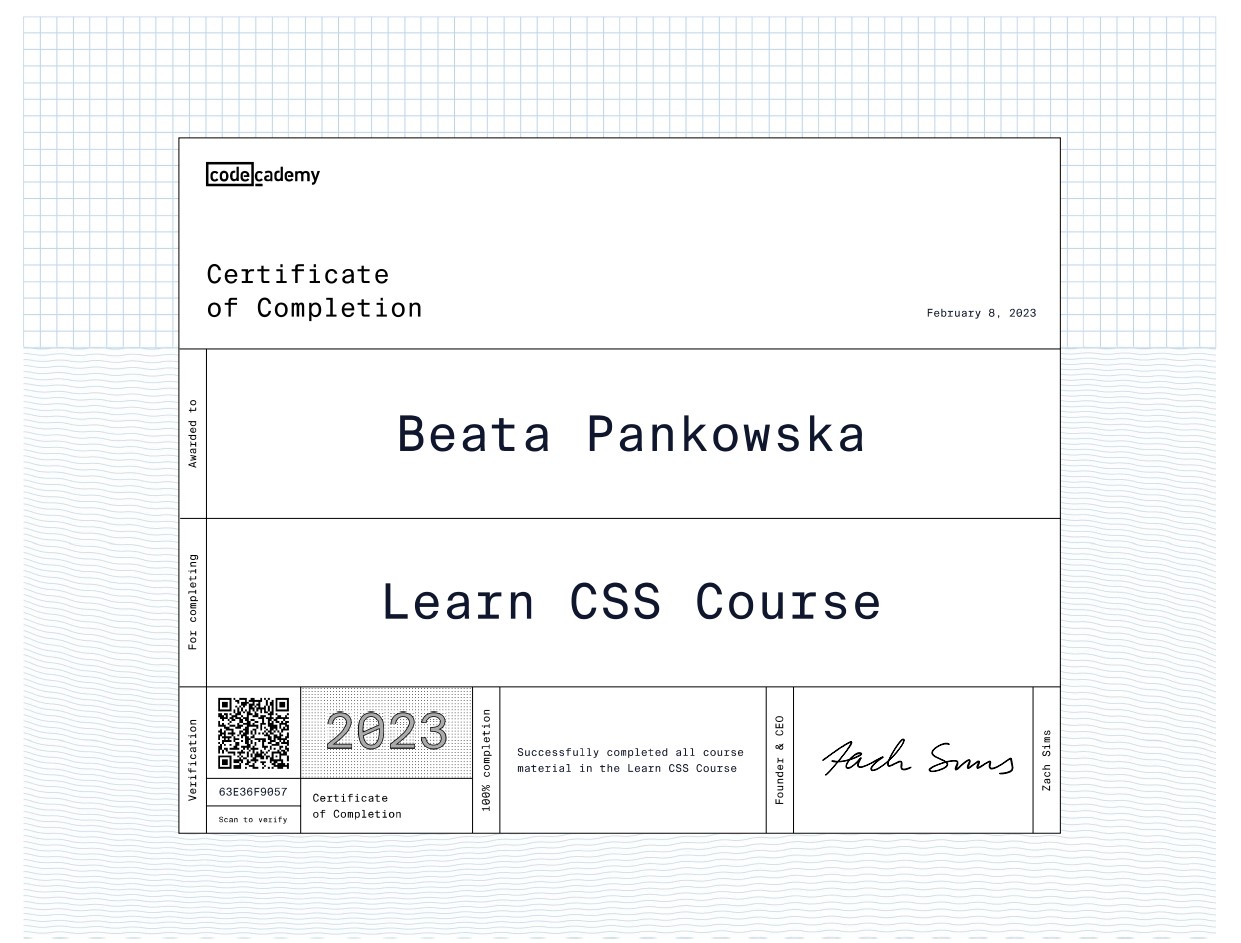 codecademy
Certificate
of Completion
February 8, 2023
Awarded to
Beata Pankowska
For completing
Learn CSS Course
Verification
63E36F9057
Scan to verify
2023
Certificate
of Completion
100% completion
Successfully completed all course
material in the Learn CSS Course
Founder & CEO
Zach Sims
Zach Sims